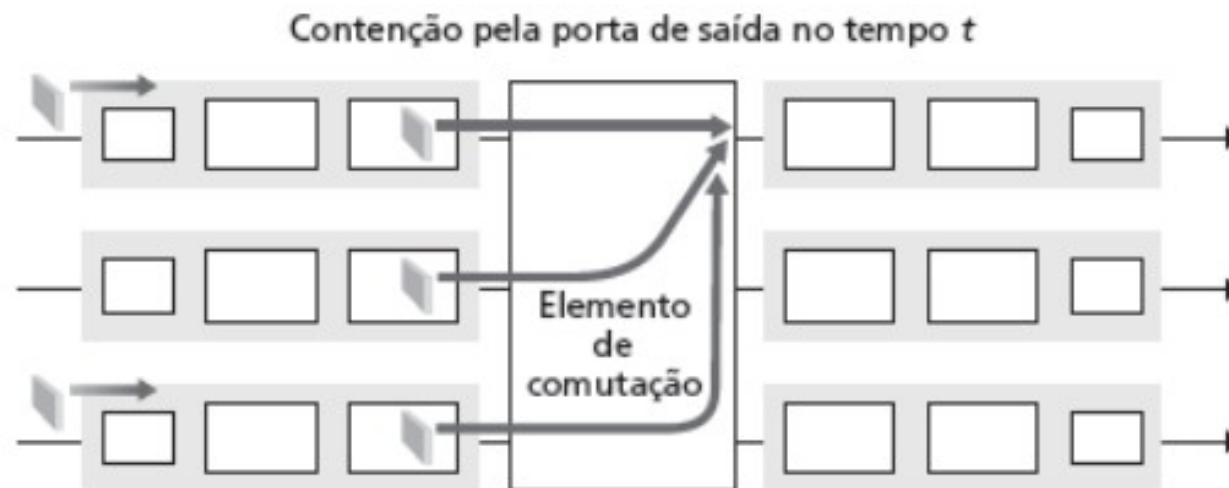 Contenção pela porta de saída no tempo t
Elemento
de
comutação